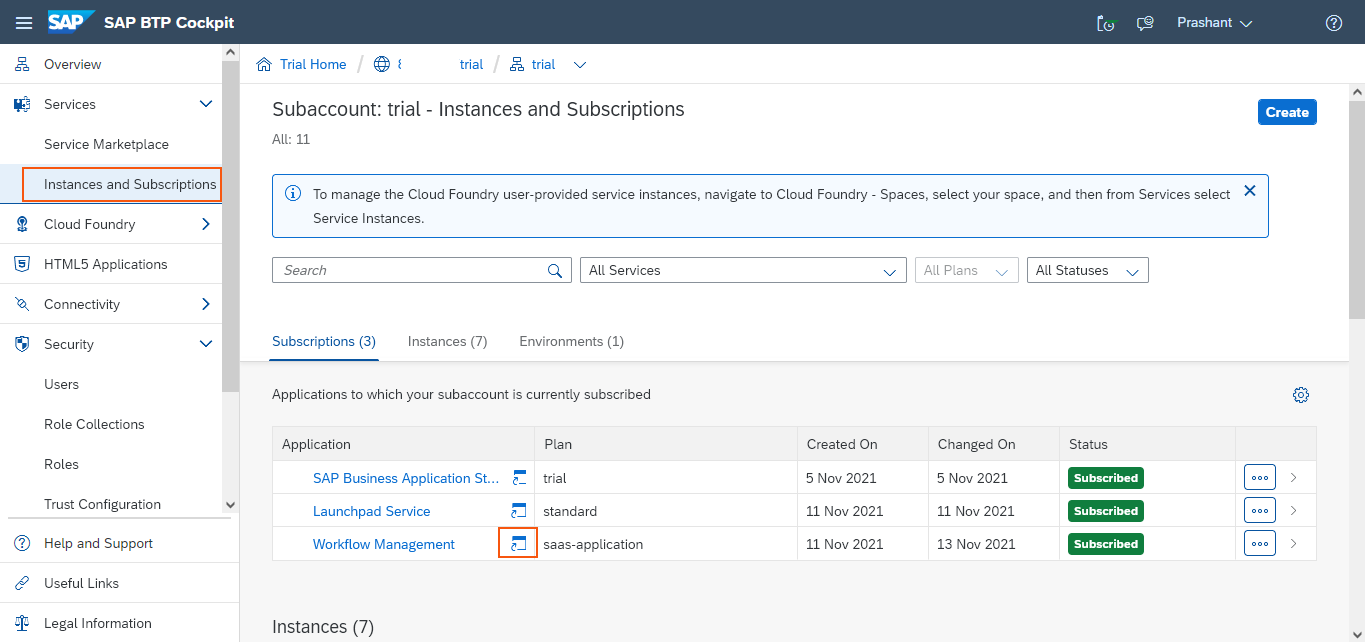 SAP SAP BTP Cockpit
Prashant
Overview
Services
Service Marketplace
Instances and Subscriptions
Cloud Foundry
HTML5 Applications
Connectivity
Security
Users
Role Collections
Roles
Trust Configuration
Help and Support
Useful Links
Legal Information
Trial Home / trial / trial
Subaccount: trial - Instances and Subscriptions
Create
All: 11
To manage the Cloud Foundry user-provided service instances, navigate to Cloud Foundry - Spaces, select your space, and then from Services select
Service Instances.
Search
All Services
All Plans
All Statuses
Subscriptions (3) Instances (7) Environments (1)
Applications to which your subaccount is currently subscribed
Application Plan Created On Changed On Status
SAP Business Application St... trial 5 Nov 2021 5 Nov 2021 Subscribed
Launchpad Service standard 11 Nov 2021 11 Nov 2021 Subscribed
Workflow Management saas-application 11 Nov 2021 13 Nov 2021 Subscribed
Instances (7)